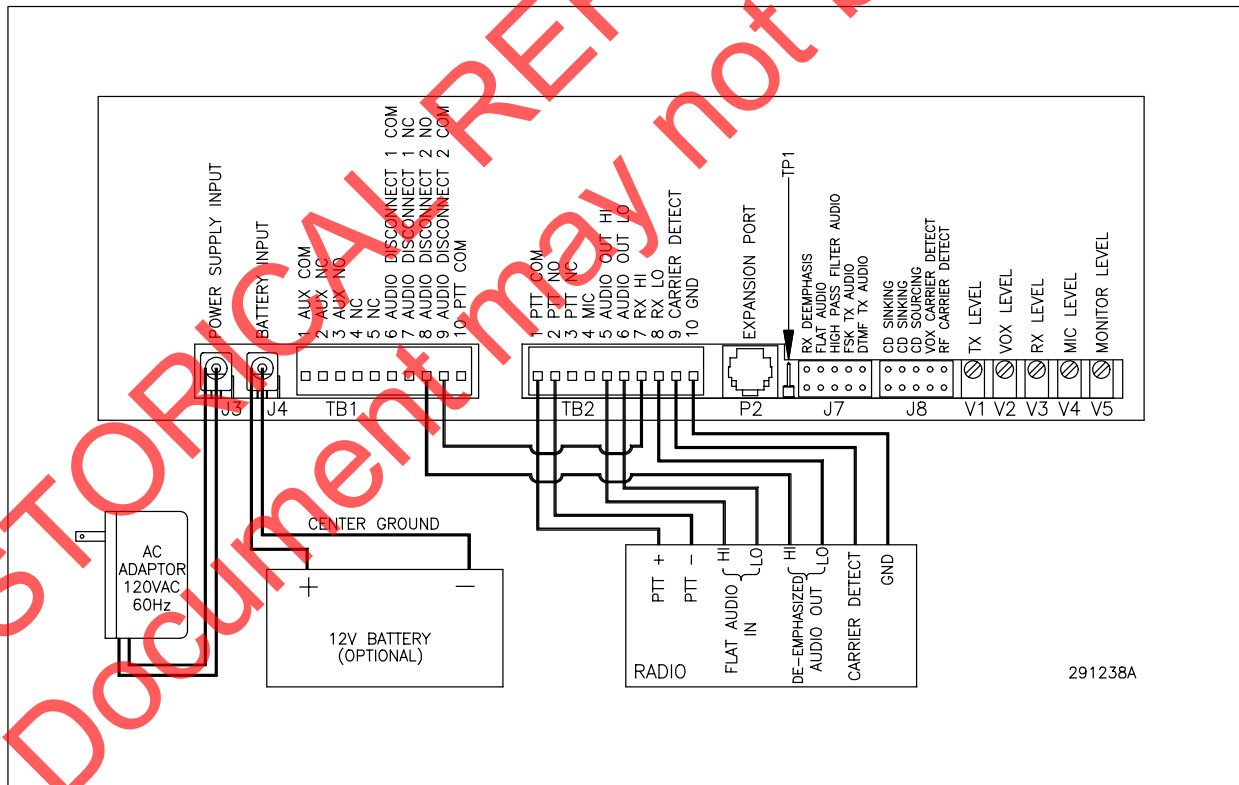 HISTORICAL REF
Document may not b
POWER SUPPLY INPUT
BATTERY INPUT
1 AUX COM
2 AUX NC
3 AUX NO
4 NC
5 NC
6 AUDIO DISCONNECT 1 COM
7 AUDIO DISCONNECT 1 NC
8 AUDIO DISCONNECT 2 NO
9 AUDIO DISCONNECT 2 COM
10 PTT COM
1 PTT COM
2 PTT NO
3 PTT NC
4 MIC
5 AUDIO OUT HI
6 AUDIO OUT LO
7 RX HI
8 RX LO
9 CARRIER DETECT
10 GND
EXPANSION PORT
TP1
RX DEEMPHASIS
FLAT AUDIO
HIGH PASS FILTER AUDIO
FSK TX AUDIO
DTMF TX AUDIO
CD SINKING
CD SINKING
CD SOURCING
VOX CARRIER DETECT
RF CARRIER DETECT
TX LEVEL
VOX LEVEL
RX LEVEL
MIC LEVEL
MONITOR LEVEL
J3
J4
TB1
TB2
P2
J7
J8
V1
V2
V3
V4
V5
CENTER GROUND
AC
ADAPTOR
120VAC
60Hz
+
−
12V BATTERY
(OPTIONAL)
PTT +
PTT −
HI
LO
FLAT AUDIO
IN
HI
LO
DE-EMPHASIZED
AUDIO OUT
CARRIER DETECT
GND
RADIO
291238A